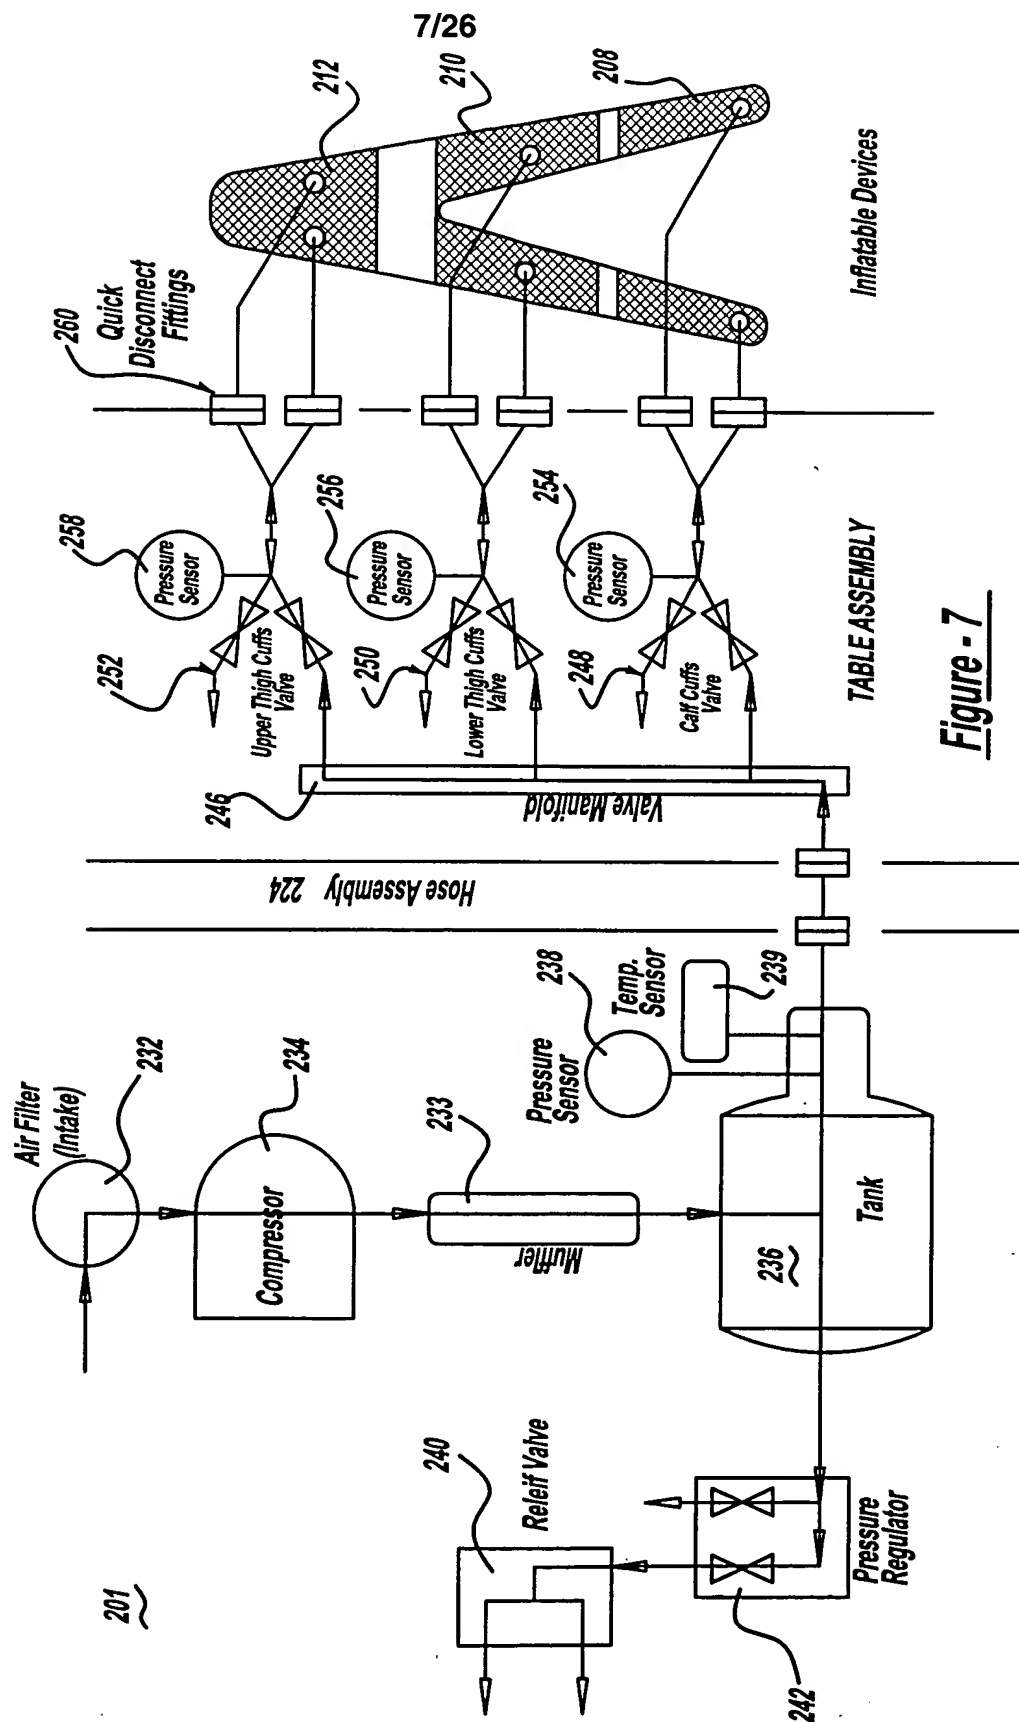 7/26
201
Air Filter
(Intake)
232
Compressor
234
Muffler
233
Tank
236
Pressure
Sensor
238
Temp.
Sensor
239
Releif Valve
240
Pressure
Regulator
242
Hose Assembly 224
246
Valve Manifold
252
Upper Thigh Cuffs
Valve
258
Pressure
Sensor
250
Lower Thigh Cuffs
Valve
256
Pressure
Sensor
248
Calf Cuffs
Valve
254
Pressure
Sensor
260
Quick
Disconnect
Fittings
212
210
208
Inflatable Devices
TABLE ASSEMBLY
Figure - 7